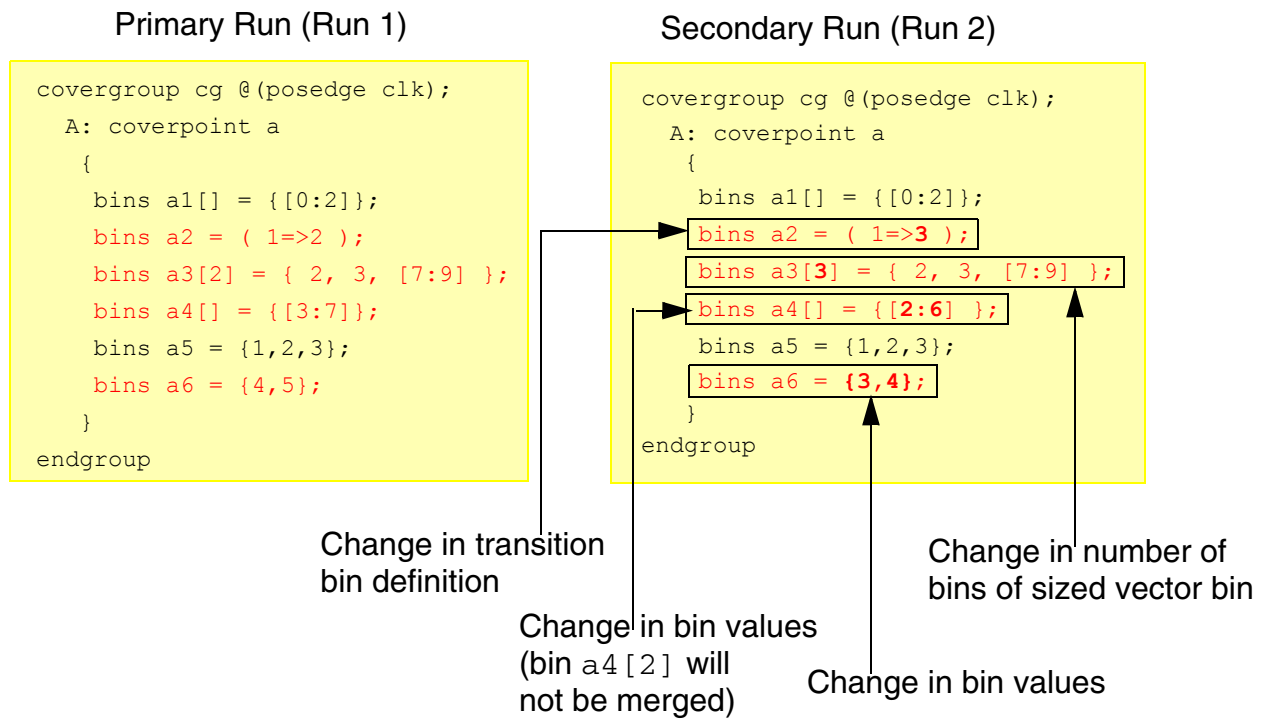 Primary Run (Run 1)
covergroup cg @(posedge clk);
A: coverpoint a
{
bins a1[] = {[0:2]};
bins a2 = ( 1=>2 );
bins a3[2] = { 2, 3, [7:9] };
bins a4[] = {[3:7]};
bins a5 = {1,2,3};
bins a6 = {4,5};
}
endgroup
Secondary Run (Run 2)
covergroup cg @(posedge clk);
A: coverpoint a
{
bins a1[] = {[0:2]};
bins a2 = ( 1=>3 );
bins a3[3] = { 2, 3, [7:9] };
bins a4[] = {[2:6] };
bins a5 = {1,2,3};
bins a6 = {3,4};
}
endgroup
Change in transition
bin definition
Change in bin values
(bin a4[2] will
not be merged)
Change in bin values
Change in number of
bins of sized vector bin